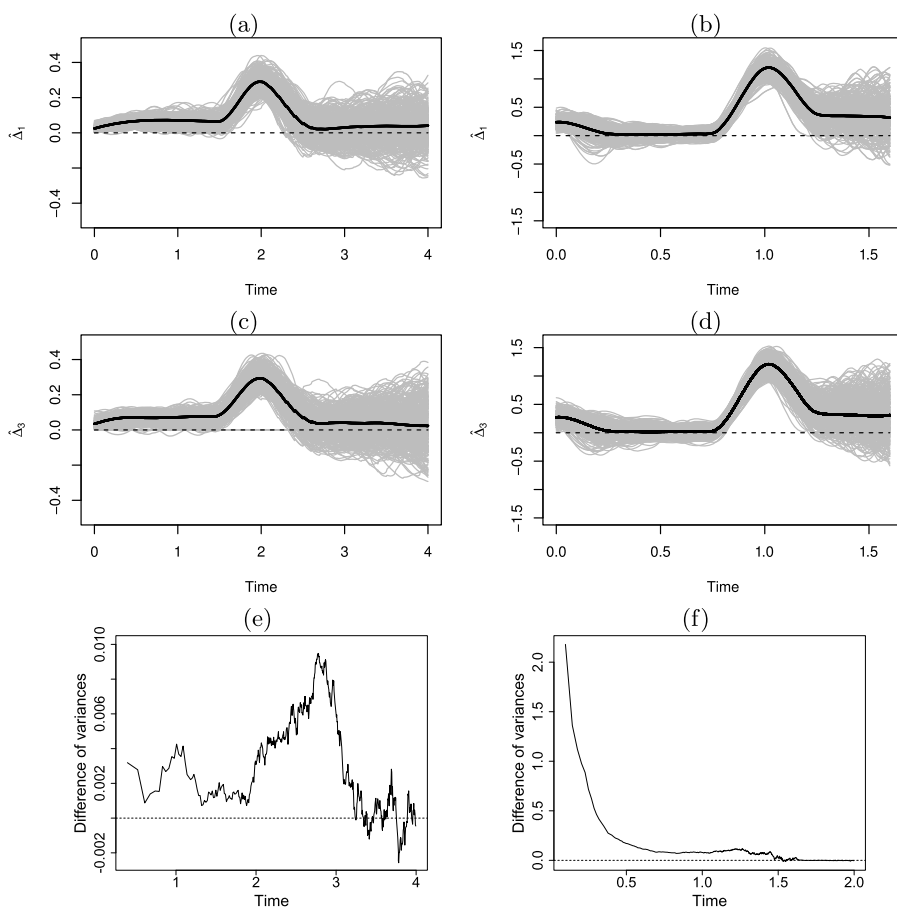 (a) (b)
Δ̂₁ 0.4 0.2 0.0 −0.4
0 1 2 3 4
Time
Δ̂₁ 1.5 0.5 −0.5 −1.5
0.0 0.5 1.0 1.5
Time
(c) (d)
Δ̂₃ 0.4 0.2 0.0 −0.4
0 1 2 3 4
Time
Δ̂₃ 1.5 0.5 −0.5 −1.5
0.0 0.5 1.0 1.5
Time
(e) (f)
Difference of variances
0.010 0.006 0.002 −0.002
1 2 3 4
Time
Difference of variances
2.0 1.5 1.0 0.5 0.0
0.5 1.0 1.5 2.0
Time